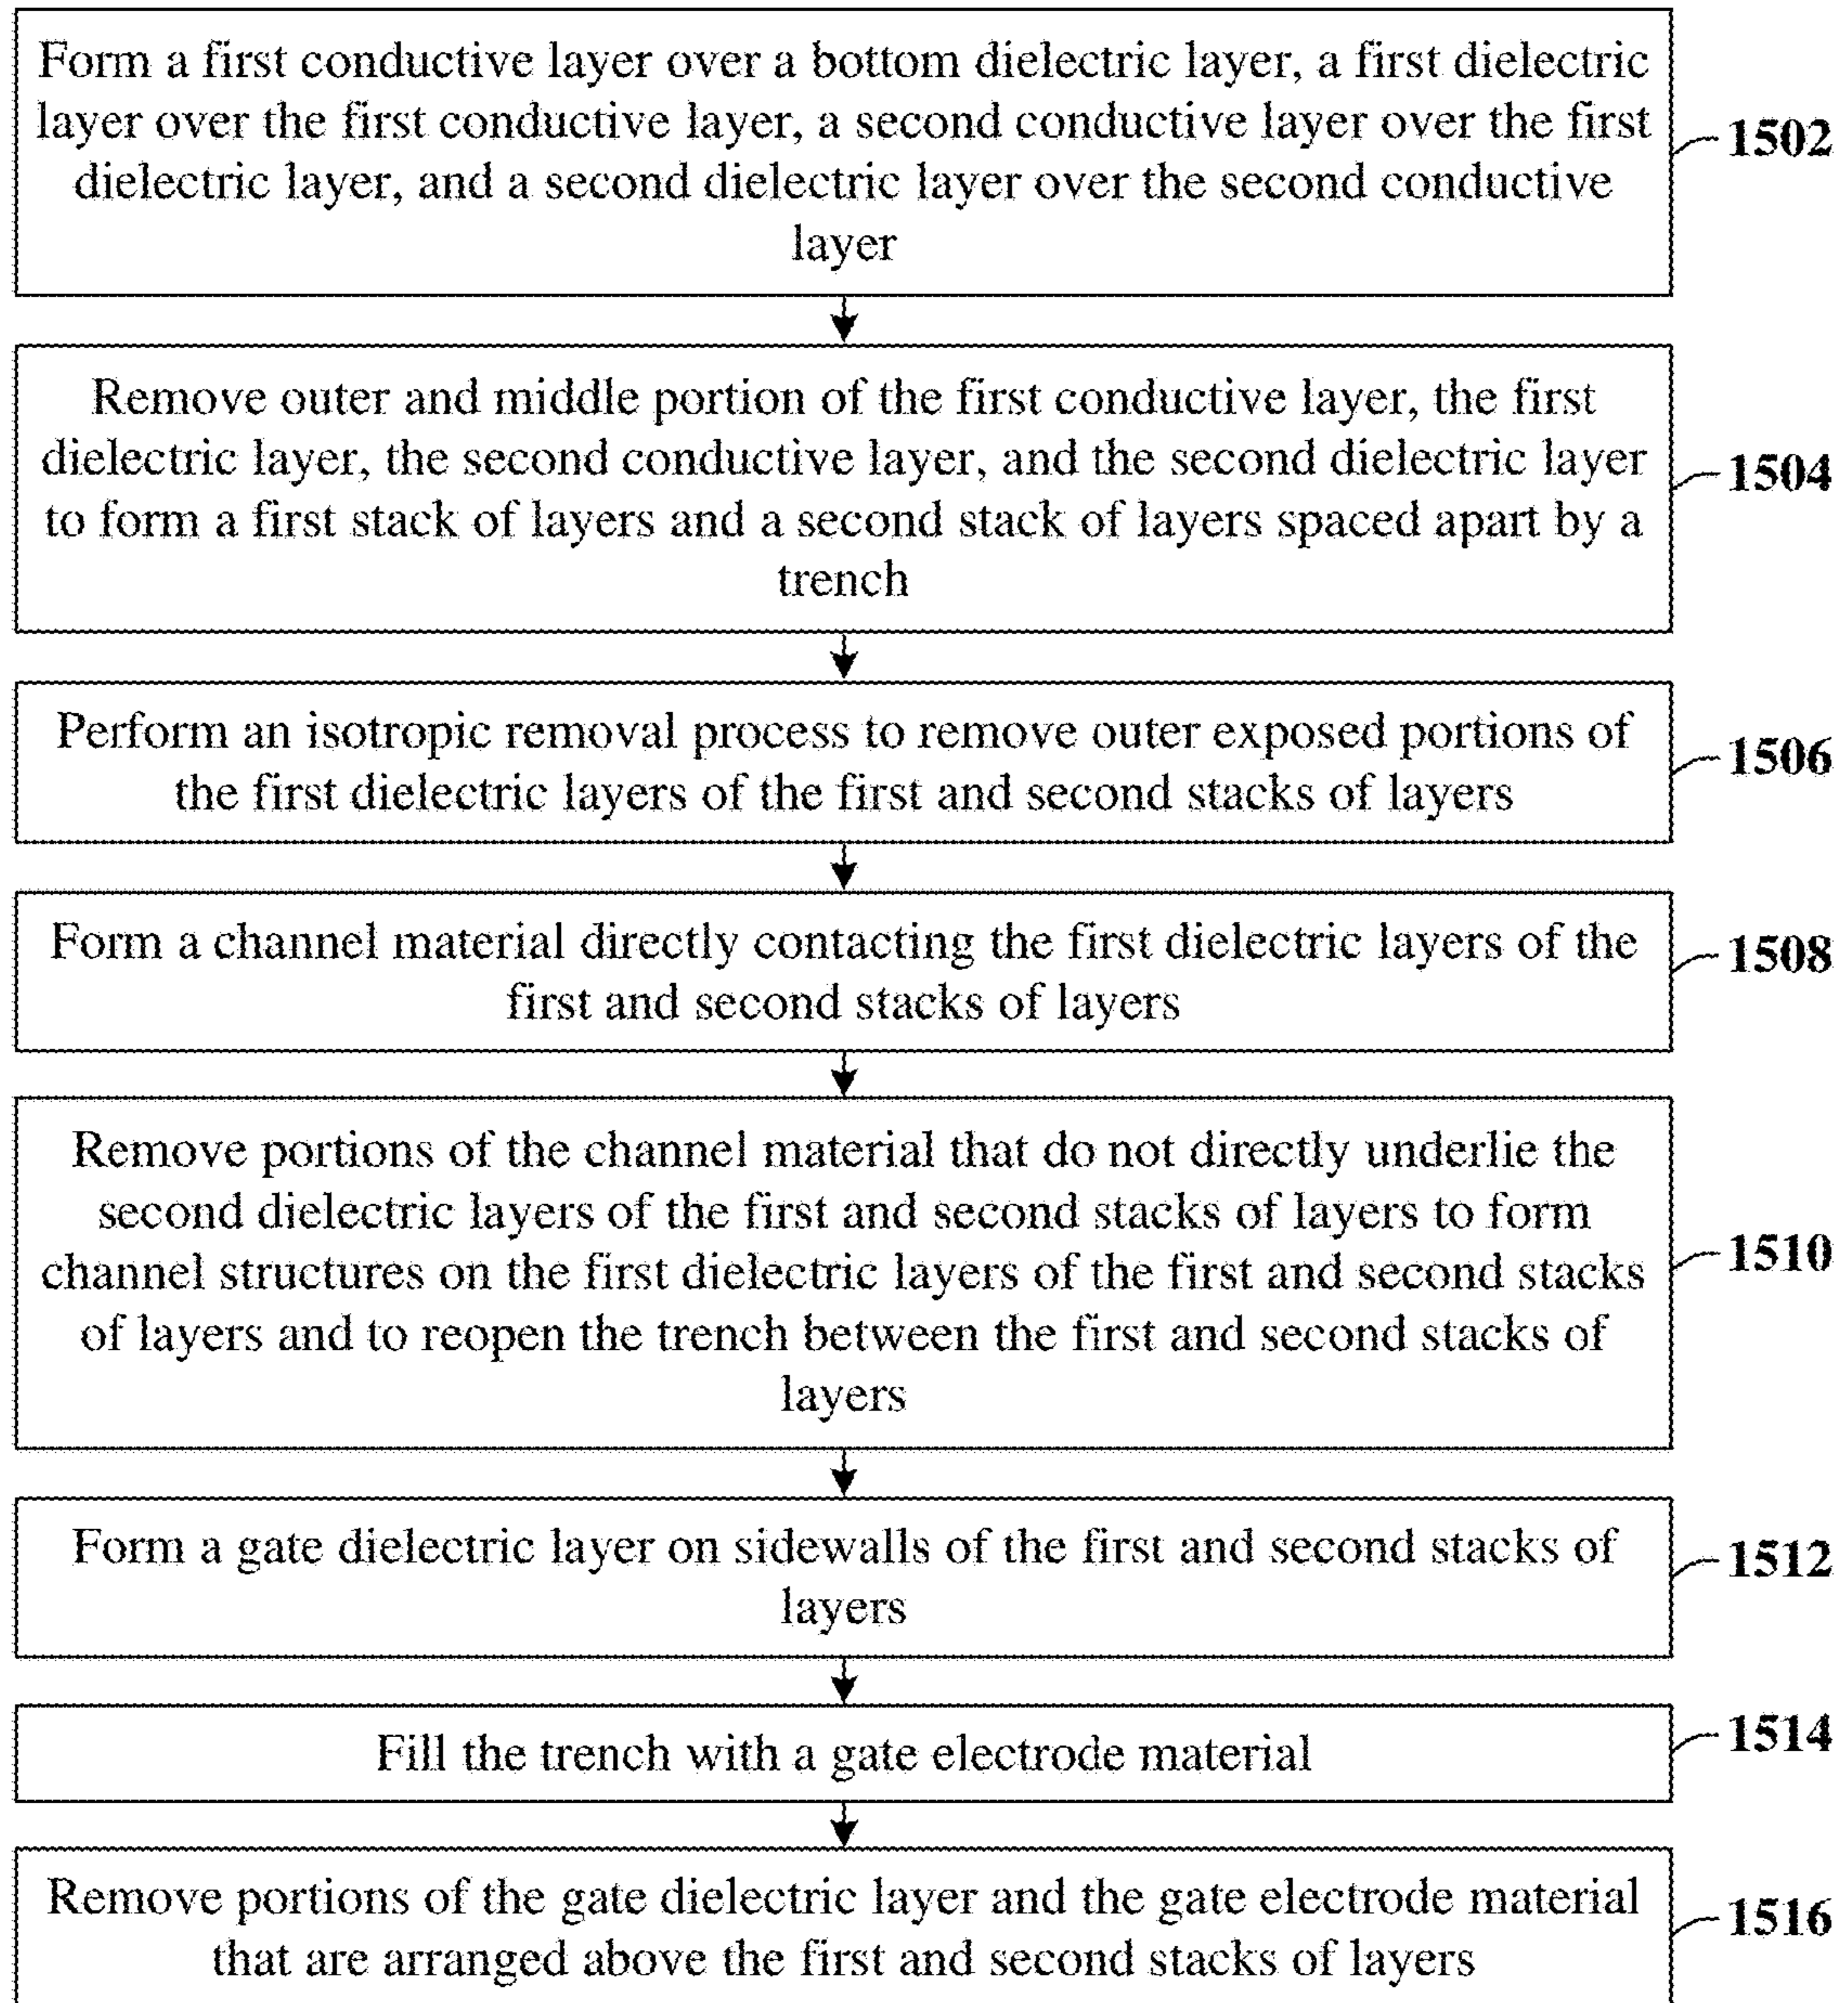 Form a first conductive layer over a bottom dielectric layer, a first dielectric
layer over the first conductive layer, a second conductive layer over the first
dielectric layer, and a second dielectric layer over the second conductive
layer
1502
Remove outer and middle portion of the first conductive layer, the first
dielectric layer, the second conductive layer, and the second dielectric layer
to form a first stack of layers and a second stack of layers spaced apart by a
trench
1504
Perform an isotropic removal process to remove outer exposed portions of
the first dielectric layers of the first and second stacks of layers
1506
Form a channel material directly contacting the first dielectric layers of the
first and second stacks of layers
1508
Remove portions of the channel material that do not directly underlie the
second dielectric layers of the first and second stacks of layers to form
channel structures on the first dielectric layers of the first and second stacks
of layers and to reopen the trench between the first and second stacks of
layers
1510
Form a gate dielectric layer on sidewalls of the first and second stacks of
layers
1512
Fill the trench with a gate electrode material
1514
Remove portions of the gate dielectric layer and the gate electrode material
that are arranged above the first and second stacks of layers
1516